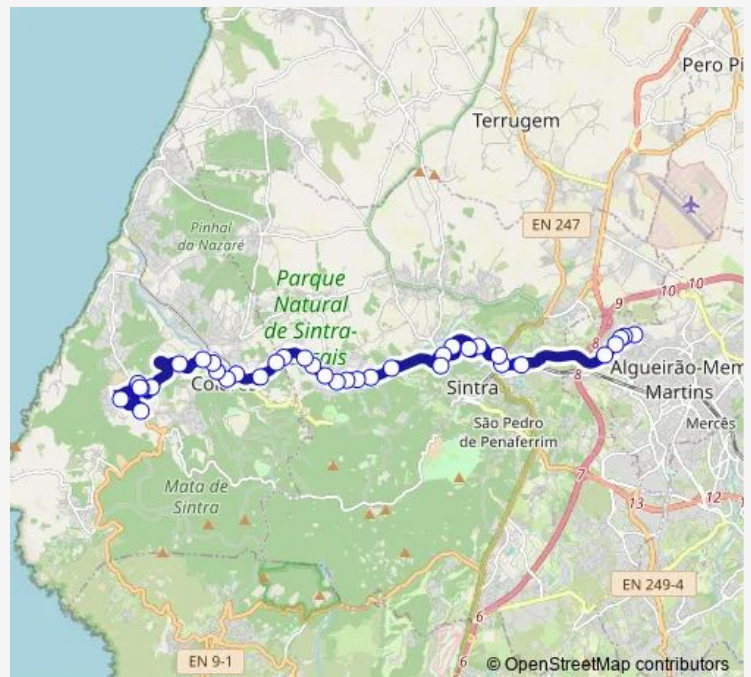 Pero Pi
Terrugem
EN 247
Pinhal
da Nazaré
Parque
Natural
de Sintra-
10
10
9
8
8
Algueirão-Mem
Martins
Sintra
Mercês
São Pedro
de Penaferrim
7
Mata de
Sintra
13
12
EN 249-4
6
6
EN 9-1
© OpenStreetMap contributors